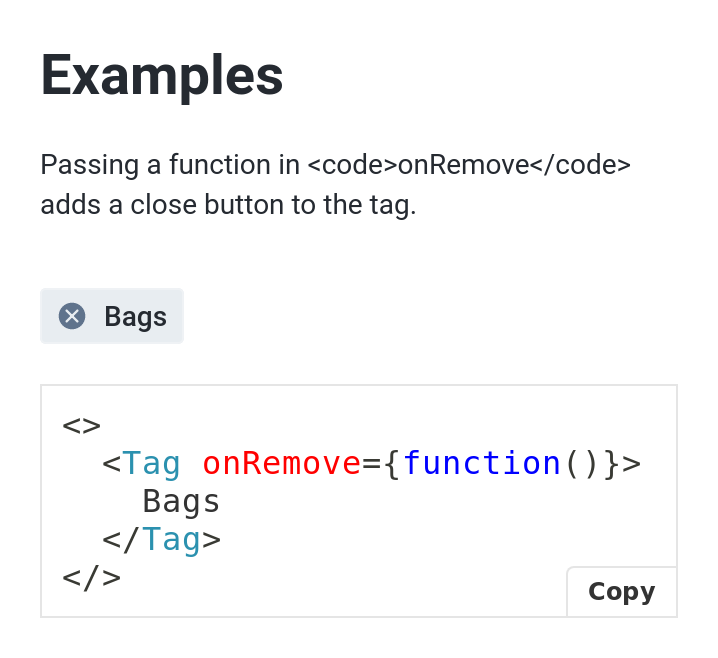 Examples
Passing a function in <code>onRemove</code>
adds a close button to the tag.
Bags
<>
  <Tag onRemove={function()}>
    Bags
  </Tag>
</>
Copy